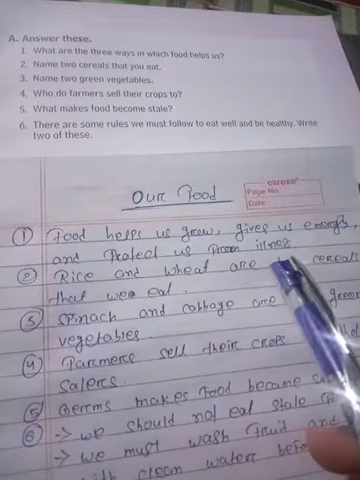 A. Answer these.
1. What are the three ways in which food helps us?
2. Name two cereals that you eat.
3. Name two green vegetables.
4. Who do farmers sell their crops to?
5. What makes food become stale?
6. There are some rules we must follow to eat well and be healthy. Write
two of these.
Our Food
Page No.
Date
① Food helps us grow, gives us energy,
and Protect us From illness
② Rice and wheat are cereals
that we eat.
③ Spinach and cabbage are green
vegetables.
④ Farmers sell their crops
salers.
⑤ Germs makes food become
⑥ → we should not eat stale
→ we must wash fruit and
clean water